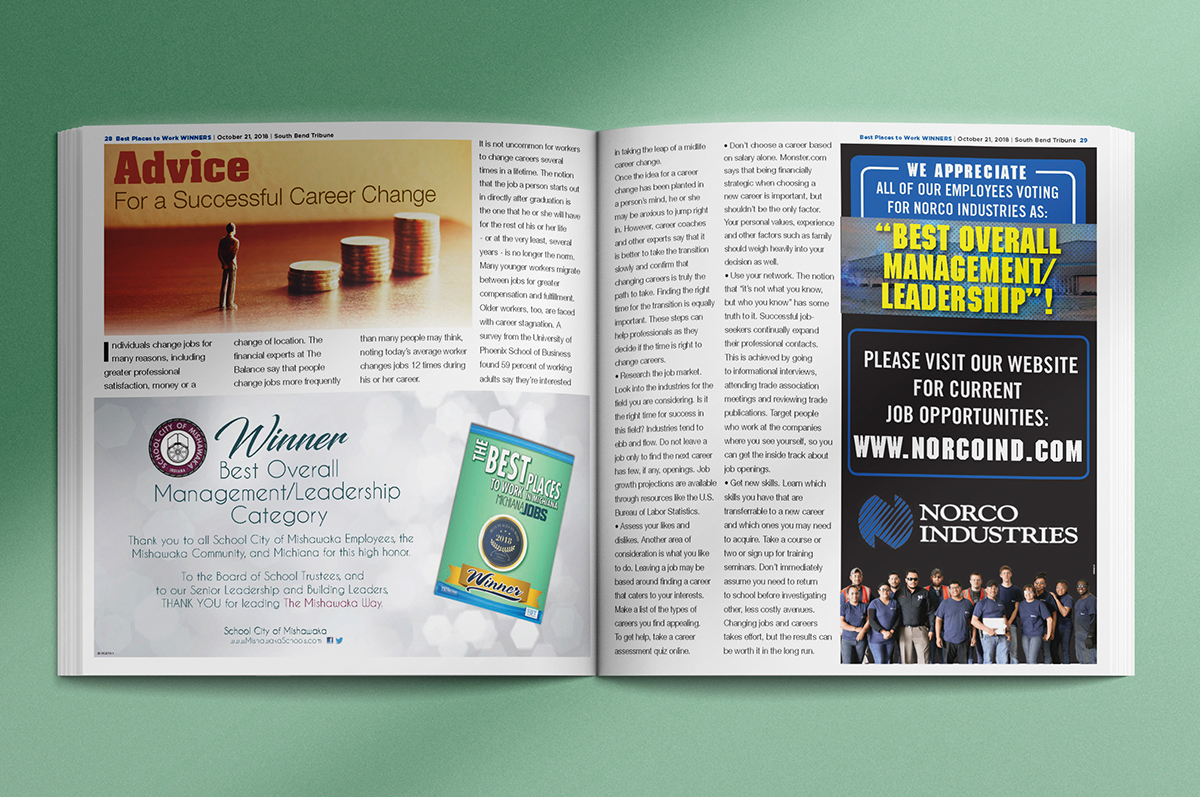 28 Best Places to Work WINNERS | October 21, 2018 | South Bend Tribune
Advice
For a Successful Career Change
Individuals change jobs for
many reasons, including
greater professional
satisfaction, money or a
change of location. The
financial experts at The
Balance say that people
change jobs more frequently
than many people may think,
noting today's average worker
changes jobs 12 times during
his or her career.
It is not uncommon for workers
to change careers several
times in a lifetime. The notion
that the job a person starts out
in directly after graduation is
the one that he or she will have
for the rest of his or her life
- or at the very least, several
years - is no longer the norm.
Many younger workers migrate
between jobs for greater
compensation and fulfillment.
Older workers, too, are faced
with career stagnation. A
survey from the University of
Phoenix School of Business
found 59 percent of working
adults say they're interested
SCHOOL CITY OF MISHAWAKA
INDIANA
Winner
Best Overall
Management/Leadership
Category
Thank you to all School City of Mishawaka Employees, the
Mishawaka Community, and Michiana for this high honor.
To the Board of School Trustees, and
to our Senior Leadership and Building Leaders,
THANK YOU for leading The Mishawaka Way.
School City of Mishawaka
www.MishawakaSchools.com
THE
BEST
PLACES
TO WORK IN MICHIANA
MICHIANAJOBS
2018
Winner
Best Places to Work WINNERS | October 21, 2018 | South Bend Tribune 29
in taking the leap of a midlife
career change.
Once the idea for a career
change has been planted in
a person's mind, he or she
may be anxious to jump right
in. However, career coaches
and other experts say that it
is better to take the transition
slowly and confirm that
changing careers is truly the
path to take. Finding the right
time for the transition is equally
important. These steps can
help professionals as they
decide if the time is right to
change careers.
• Research the job market.
Look into the industries for the
field you are considering. Is it
the right time for success in
this field? Industries tend to
ebb and flow. Do not leave a
job only to find the next career
has few, if any, openings. Job
growth projections are available
through resources like the U.S.
Bureau of Labor Statistics.
• Assess your likes and
dislikes. Another area of
consideration is what you like
to do. Leaving a job may be
based around finding a career
that caters to your interests.
Make a list of the types of
careers you find appealing.
To get help, take a career
assessment quiz online.
• Don't choose a career based
on salary alone. Monster.com
says that being financially
strategic when choosing a
new career is important, but
shouldn't be the only factor.
Your personal values, experience
and other factors such as family
should weigh heavily into your
decision as well.
• Use your network. The notion
that "it's not what you know,
but who you know" has some
truth to it. Successful job-
seekers continually expand
their professional contacts.
This is achieved by going
to informational interviews,
attending trade association
meetings and reviewing trade
publications. Target people
who work at the companies
where you see yourself, so you
can get the inside track about
job openings.
• Get new skills. Learn which
skills you have that are
transferrable to a new career
and which ones you may need
to acquire. Take a course or
two or sign up for training
seminars. Don't immediately
assume you need to return
to school before investigating
other, less costly avenues.
Changing jobs and careers
takes effort, but the results can
be worth it in the long run.
WE APPRECIATE
ALL OF OUR EMPLOYEES VOTING
FOR NORCO INDUSTRIES AS:
"BEST OVERALL
MANAGEMENT/
LEADERSHIP"!
PLEASE VISIT OUR WEBSITE
FOR CURRENT
JOB OPPORTUNITIES:
WWW.NORCOIND.COM
NORCO
INDUSTRIES